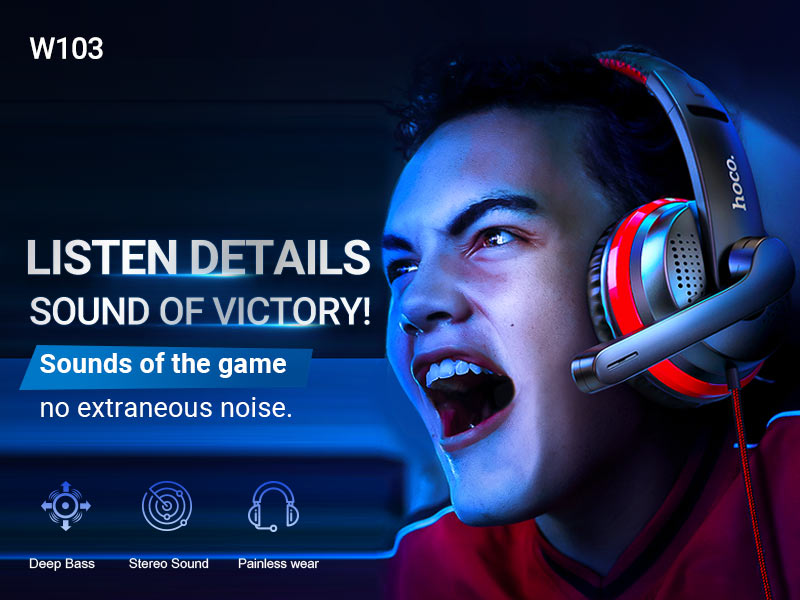 W103
hoco.
LISTEN DETAILS
SOUND OF VICTORY!
Sounds of the game
no extraneous noise.
Deep Bass
Stereo Sound
Painless wear